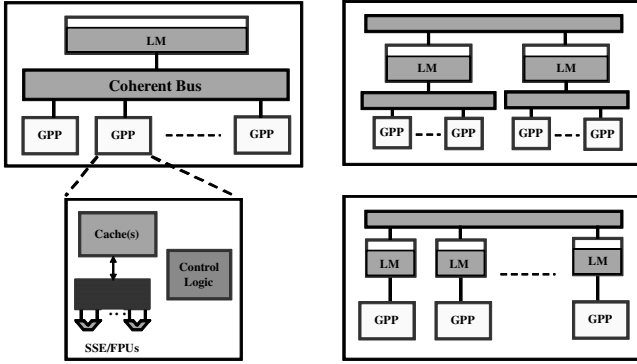 LM
Coherent Bus
GPP GPP GPP
Cache(s)
Control
Logic
...
SSE/FPUs
LM LM
GPP GPP GPP GPP
LM LM LM
GPP GPP GPP